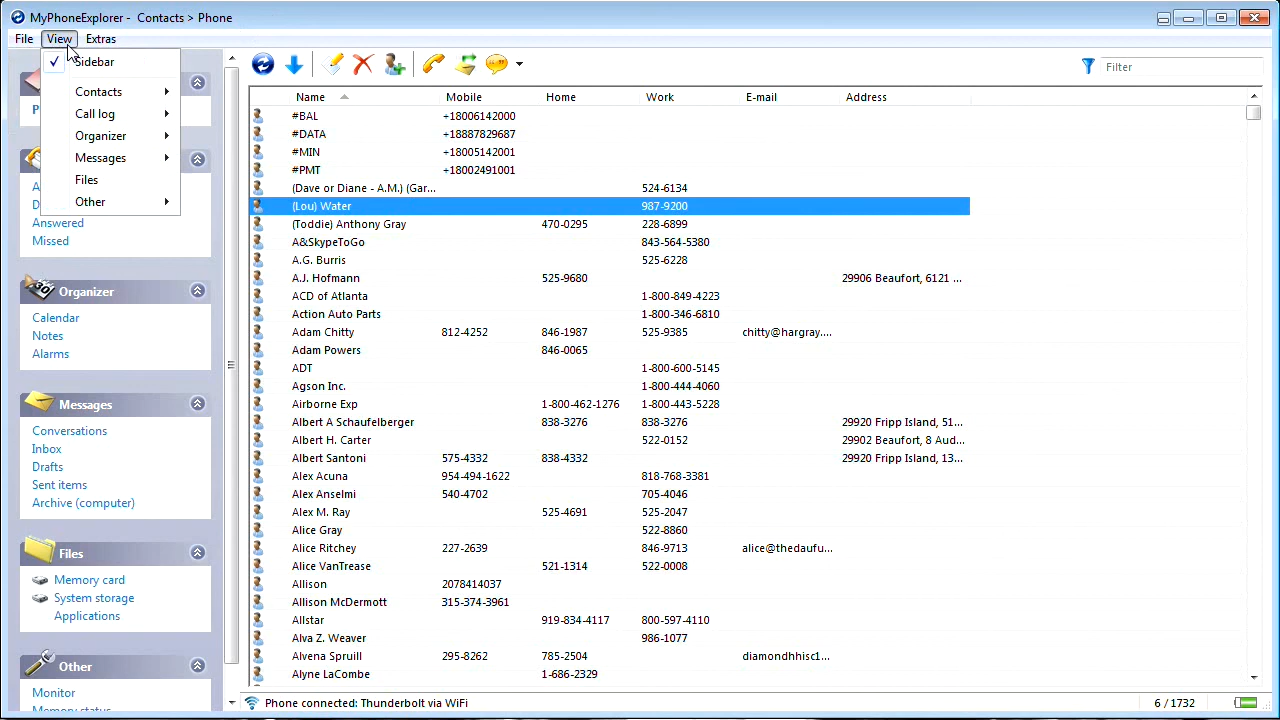 MyPhoneExplorer - Contacts > Phone
File View Extras
Sidebar
Contacts
Call log
Organizer
Messages
Files
Other
Answered
Missed
Organizer
Calendar
Notes
Alarms
Messages
Conversations
Inbox
Drafts
Sent items
Archive (computer)
Files
Memory card
System storage
Applications
Other
Monitor
Memory status
Filter
Name Mobile Home Work E-mail Address
#BAL +18006142000
#DATA +18887829687
#MIN +18005142001
#PMT +18002491001
(Dave or Diane - A.M.) (Gar... 524-6134
(Lou) Water 987-9200
(Toddie) Anthony Gray 470-0295 228-6899
A&SkypeToGo 843-564-5380
A.G. Burris 525-6228
A.J. Hofmann 525-9680 29906 Beaufort, 6121 ...
ACD of Atlanta 1-800-849-4223
Action Auto Parts 1-800-346-6810
Adam Chitty 812-4252 846-1987 525-9385 chitty@hargray....
Adam Powers 846-0065
ADT 1-800-600-5145
Agson Inc. 1-800-444-4060
Airborne Exp 1-800-462-1276 1-800-443-5228
Albert A Schaufelberger 838-3276 838-3276 29920 Fripp Island, 51...
Albert H. Carter 522-0152 29902 Beaufort, 8 Aud...
Albert Santoni 575-4332 838-4332 29920 Fripp Island, 13...
Alex Acuna 954-494-1622 818-768-3381
Alex Anselmi 540-4702 705-4046
Alex M. Ray 525-4691 525-2047
Alice Gray 522-8860
Alice Ritchey 227-2639 846-9713 alice@thedaufu...
Alice VanTrease 521-1314 522-0008
Allison 2078414037
Allison McDermott 315-374-3961
Allstar 919-834-4117 800-597-4110
Alva Z. Weaver 986-1077
Alvena Spruill 295-8262 785-2504 diamondhhisc1...
Alyne LaCombe 1-686-2329
Phone connected: Thunderbolt via WiFi
6 / 1732